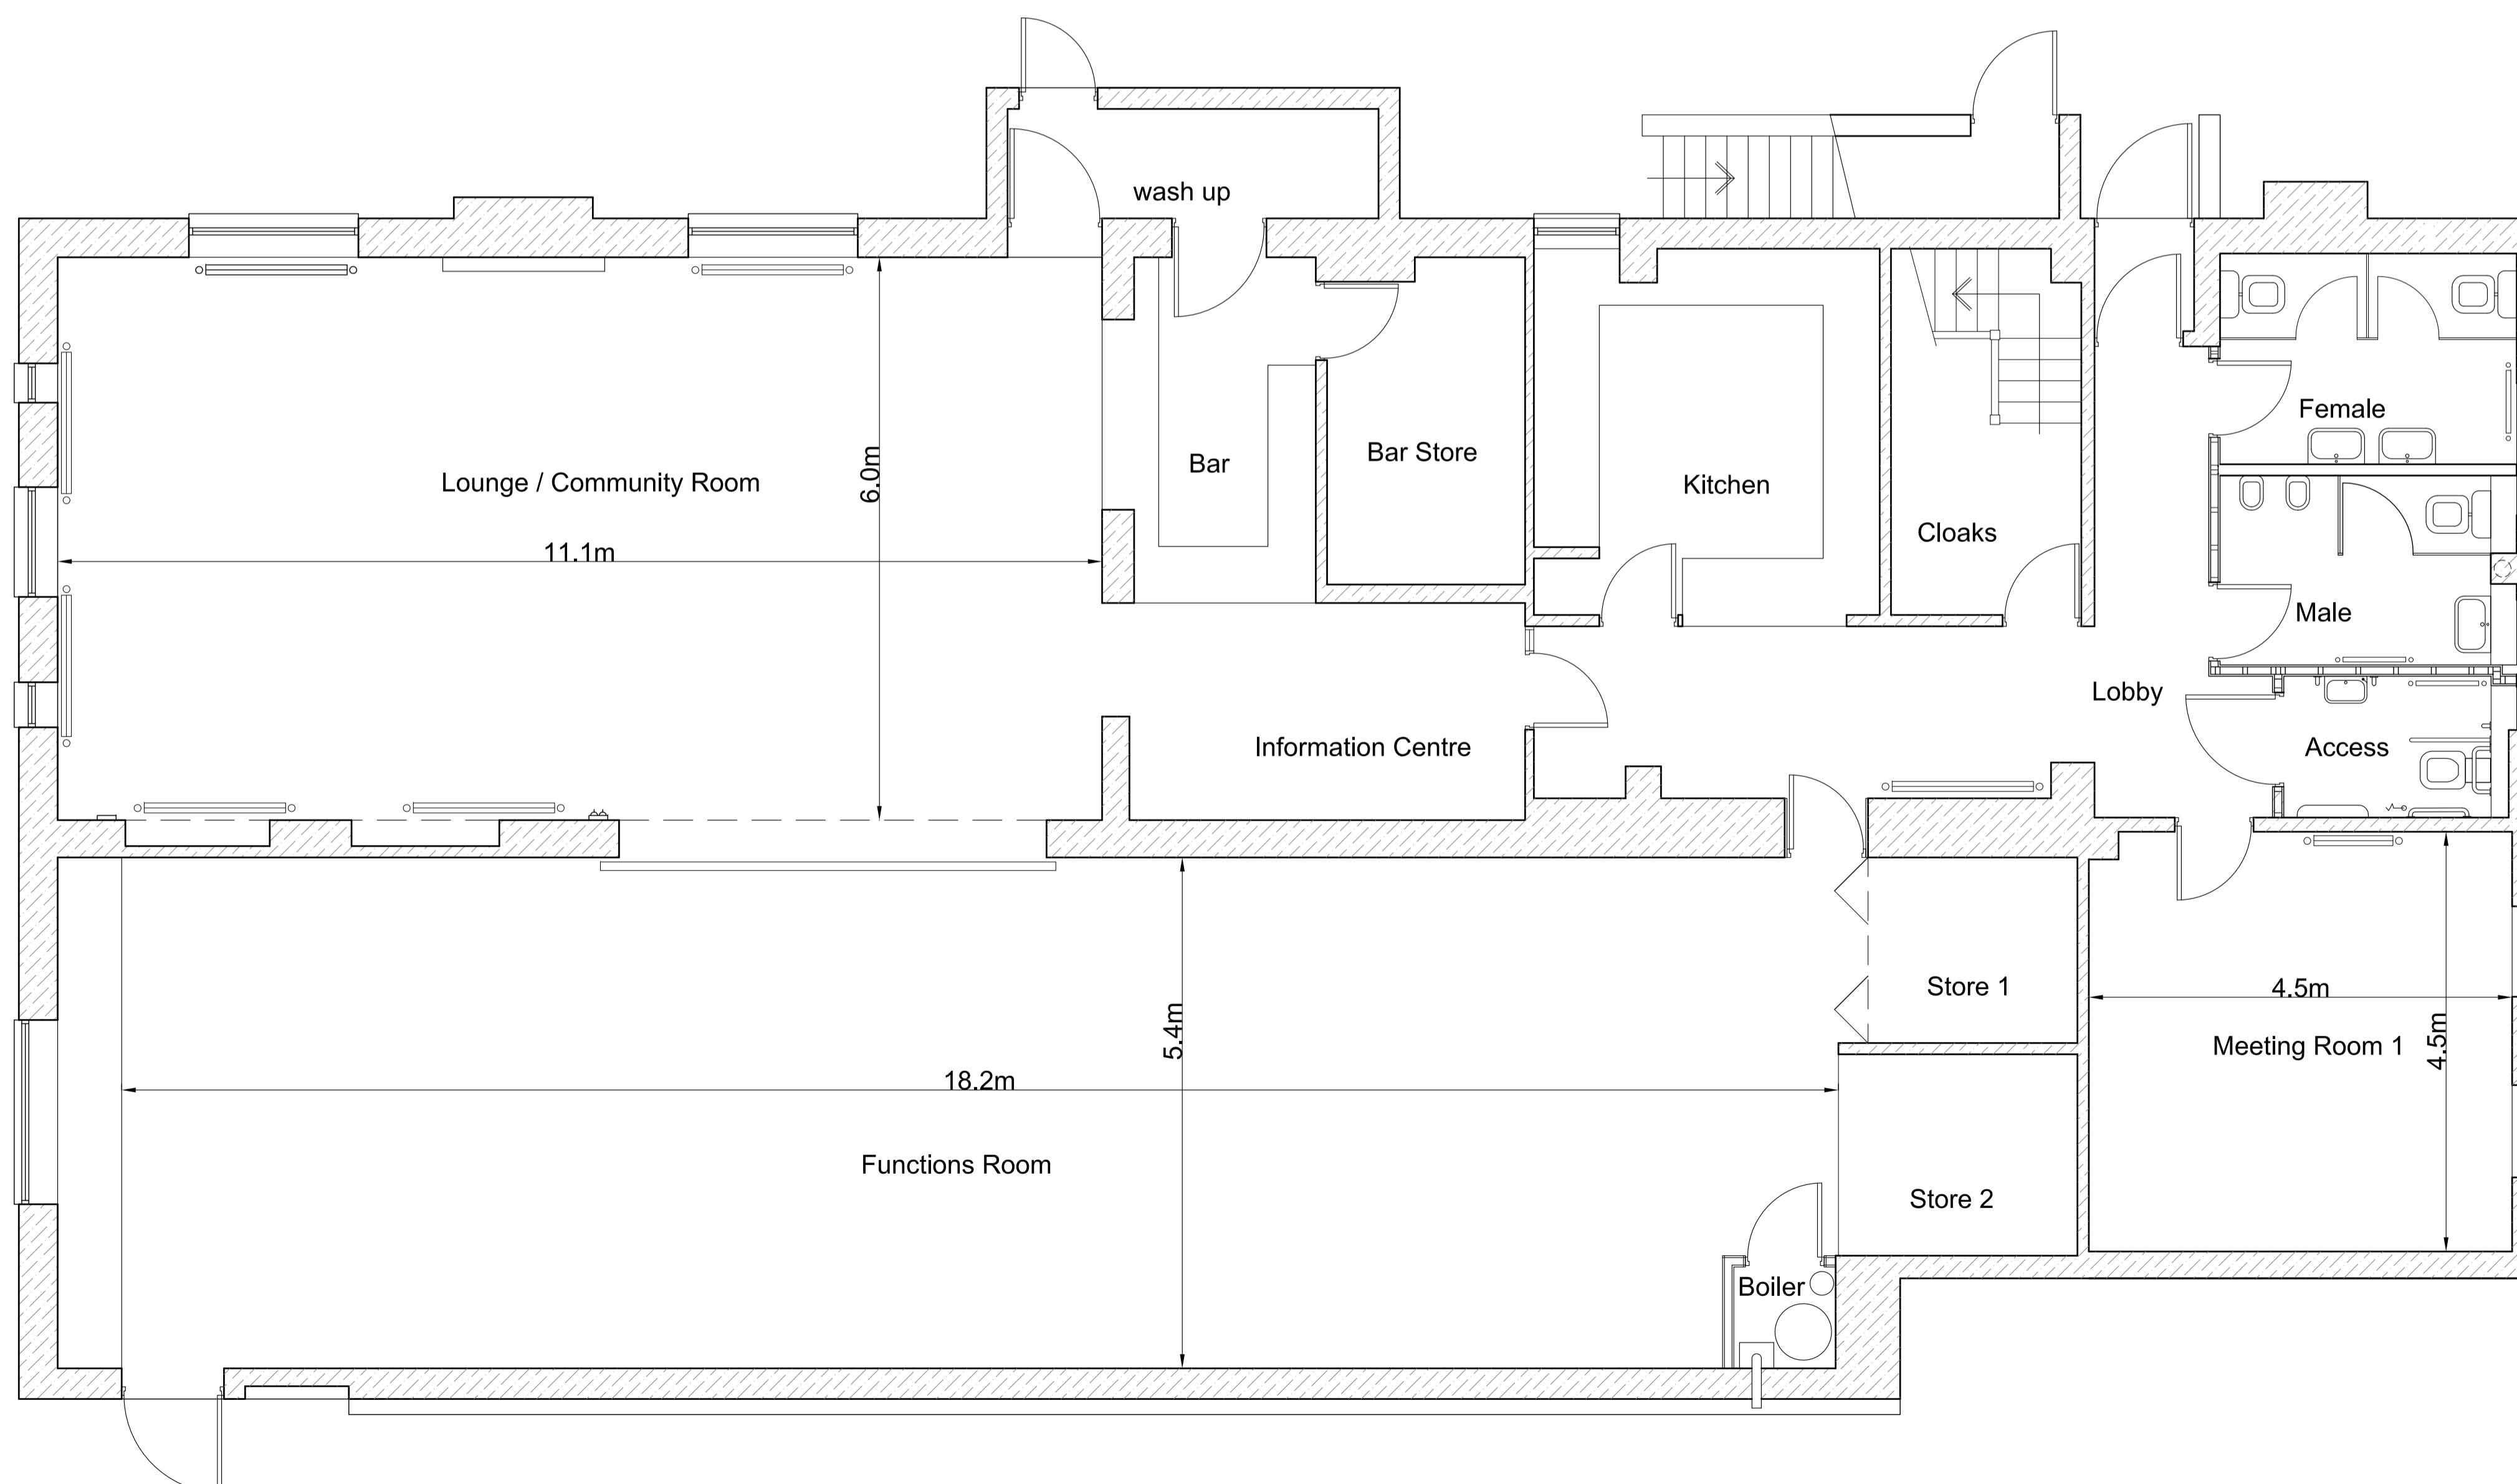 wash up
Female
Lounge / Community Room
6.0m
Bar
Bar Store
Kitchen
Cloaks
11.1m
Male
Lobby
Information Centre
Access
Store 1
4.5m
5.4m
Meeting Room 1
4.5m
18.2m
Functions Room
Store 2
Boiler